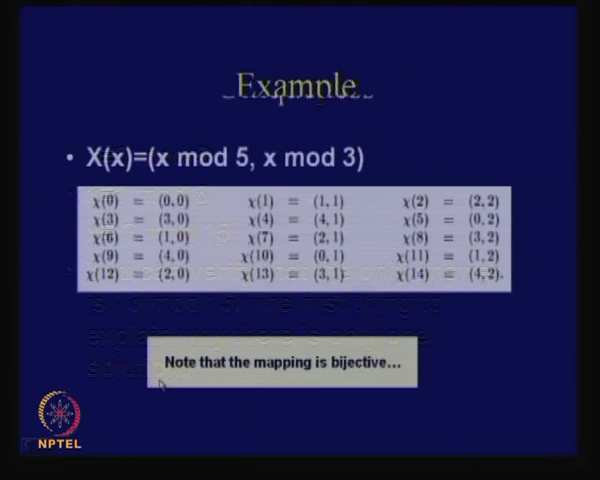 Example
• X(x)=(x mod 5, x mod 3)
χ(0) = (0,0) χ(1) = (1,1) χ(2) = (2,2)
χ(3) = (3,0) χ(4) = (4,1) χ(5) = (0,2)
χ(6) = (1,0) χ(7) = (2,1) χ(8) = (3,2)
χ(9) = (4,0) χ(10) = (0,1) χ(11) = (1,2)
χ(12) = (2,0) χ(13) = (3,1) χ(14) = (4,2).
Note that the mapping is bijective...
NPTEL